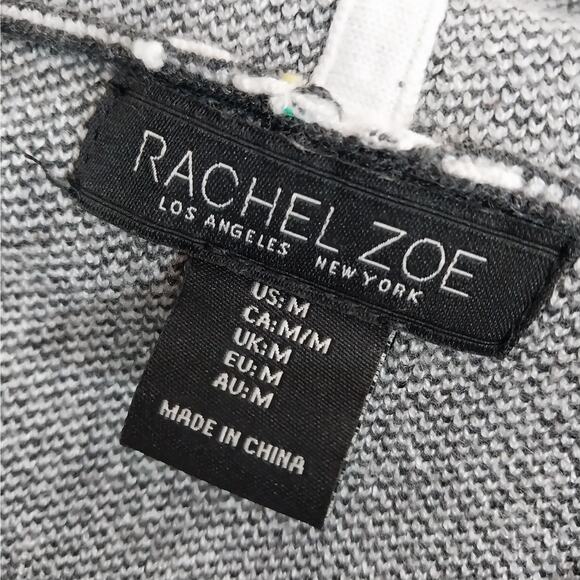 RACHEL ZOE
LOS ANGELES NEW YORK
US: M
CA: M/M
UK: M
EU: M
AU: M
MADE IN CHINA